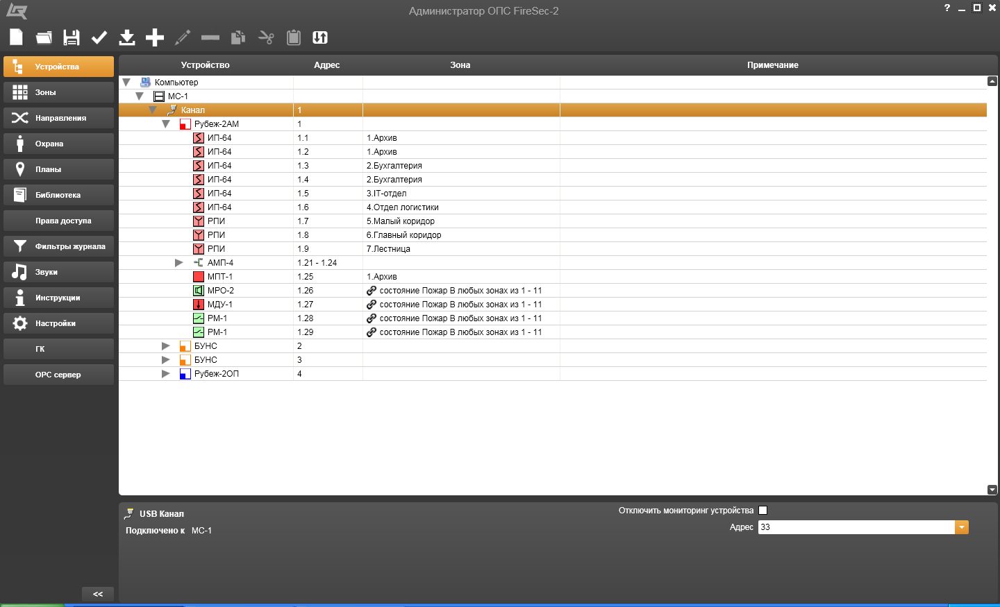 Администратор ОПС FireSec-2
?
Устройства
Зоны
Направления
Охрана
Планы
Библиотека
Права доступа
Фильтры журнала
Звуки
Инструкции
Настройки
ГК
ОРС сервер
<<
Устройство Адрес Зона Примечание
Компьютер
МС-1
Канал 1
Рубеж-2АМ 1
ИП-64 1.1 1.Архив
ИП-64 1.2 1.Архив
ИП-64 1.3 2.Бухгалтерия
ИП-64 1.4 2.Бухгалтерия
ИП-64 1.5 3.IT-отдел
ИП-64 1.6 4.Отдел логистики
РПИ 1.7 5.Малый коридор
РПИ 1.8 6.Главный коридор
РПИ 1.9 7.Лестница
АМП-4 1.21 - 1.24
МПТ-1 1.25 1.Архив
МРО-2 1.26 состояние Пожар В любых зонах из 1 - 11
МДУ-1 1.27 состояние Пожар В любых зонах из 1 - 11
РМ-1 1.28 состояние Пожар В любых зонах из 1 - 11
РМ-1 1.29 состояние Пожар В любых зонах из 1 - 11
БУНС 2
БУНС 3
Рубеж-2ОП 4
USB Канал
Подключено к МС-1
Отключить мониторинг устройства
Адрес 33